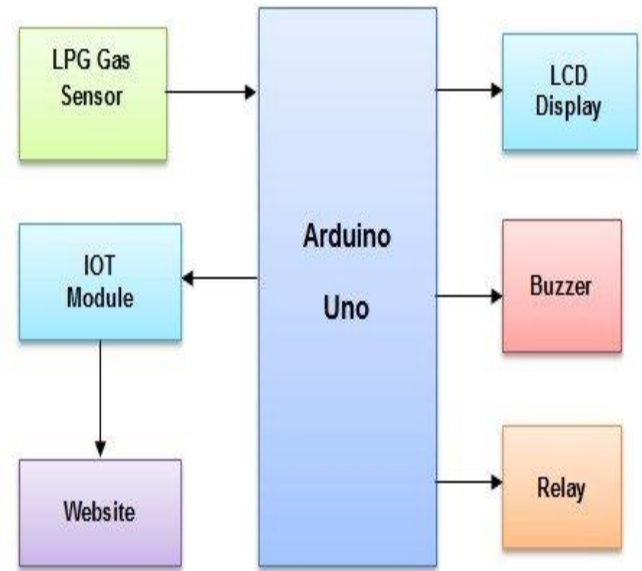 LPG Gas
Sensor
IOT
Module
Website
Arduino
Uno
LCD
Display
Buzzer
Relay